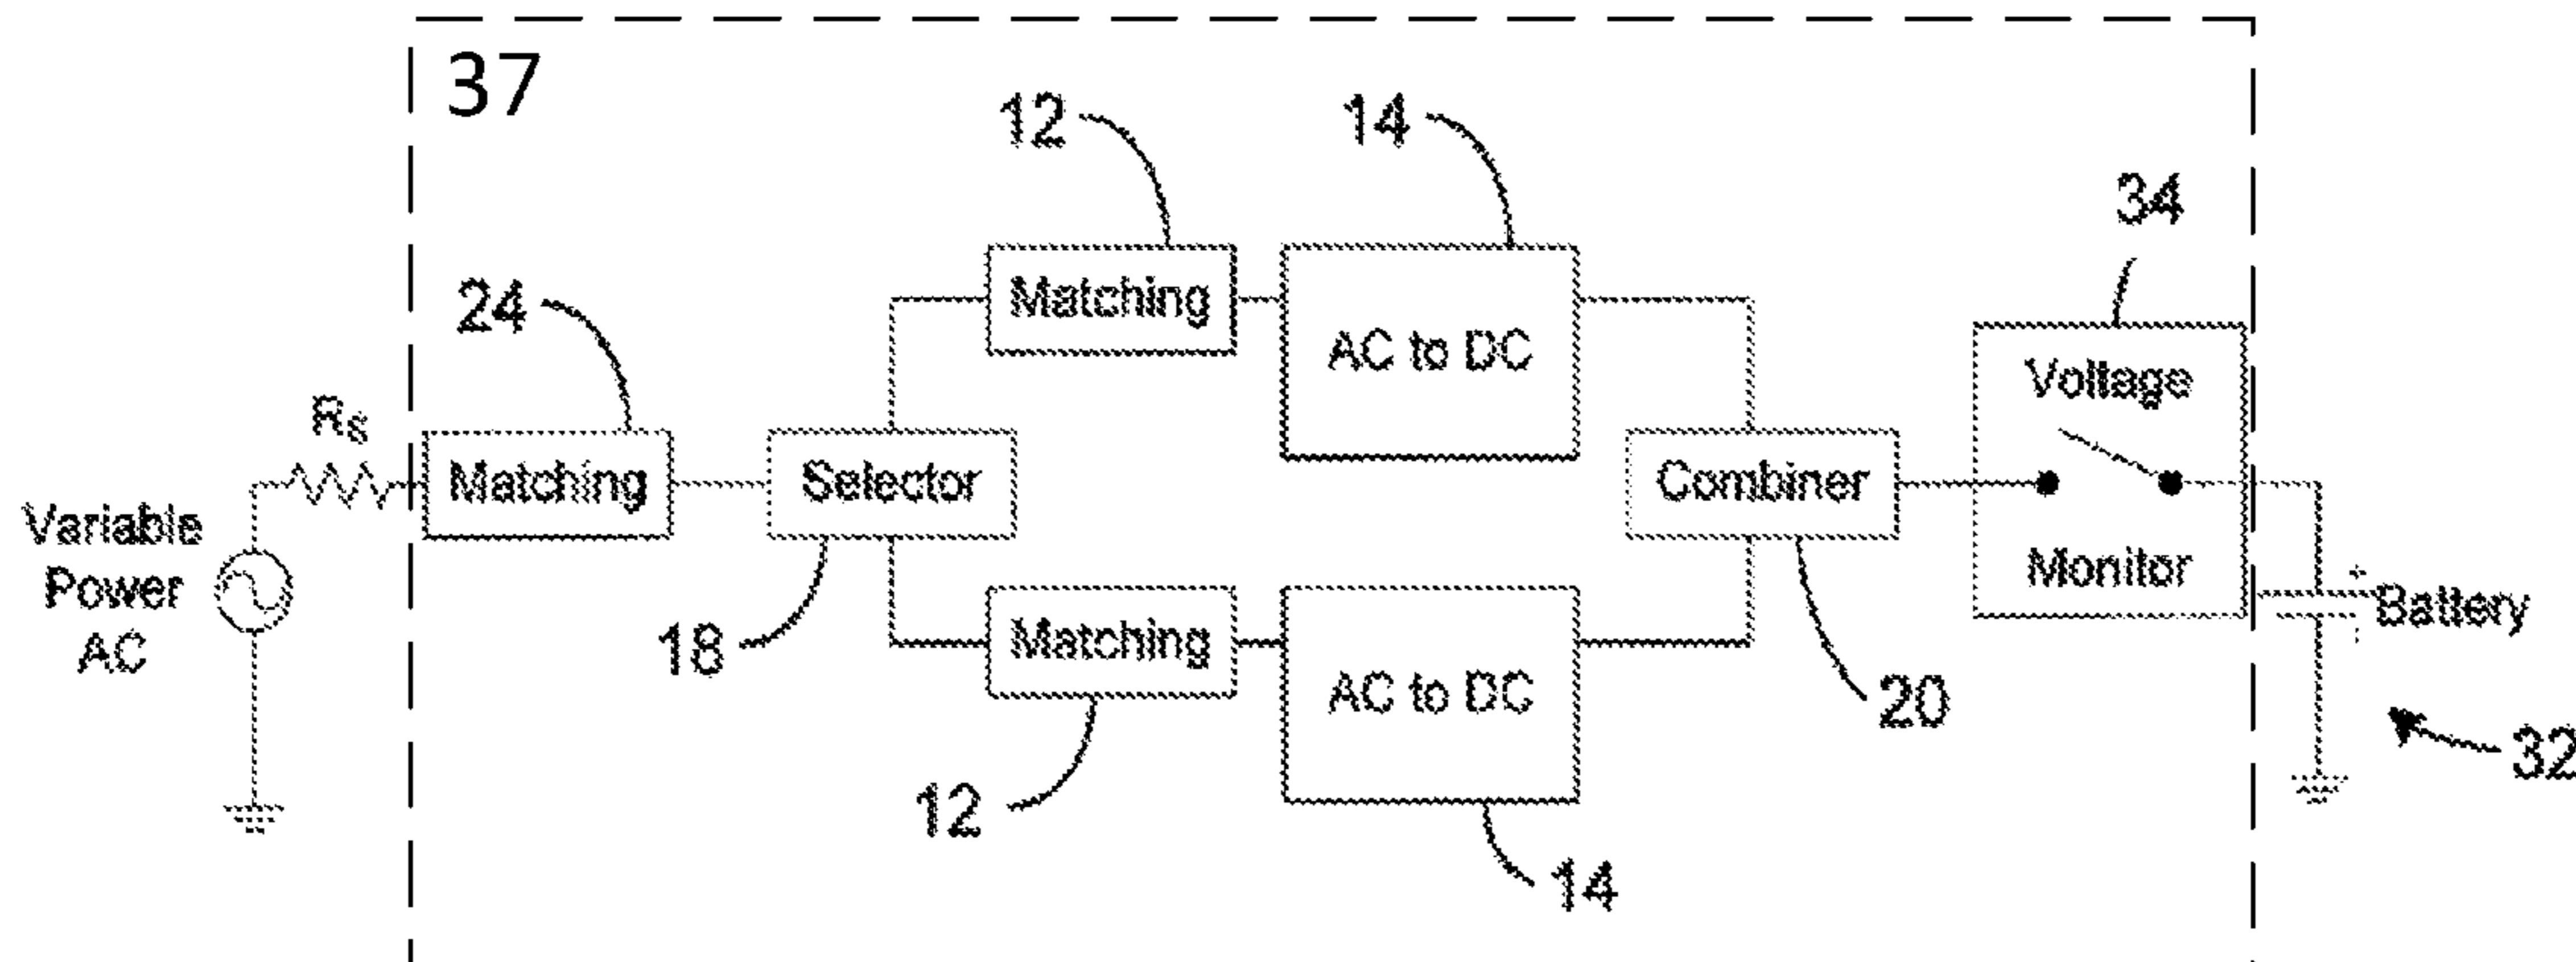 37
12
14
34
24
Matching
AC to DC
Voltage
Rs
Matching
Selector
Combiner
Variable
Power
AC
Monitor
+
Battery
-
18
Matching
AC to DC
20
32
12
14